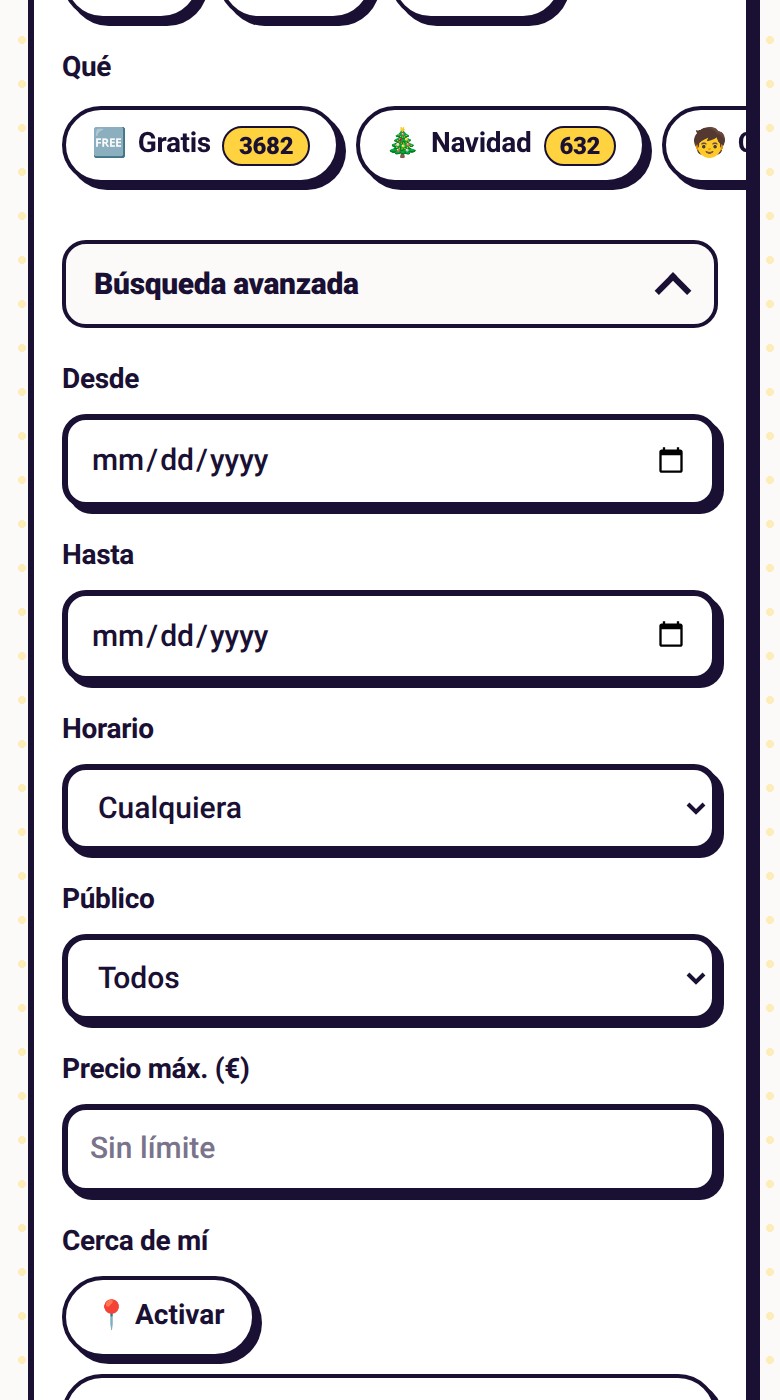 Qué
FREE Gratis 3682 Navidad 632
Búsqueda avanzada
Desde
mm/dd/yyyy
Hasta
mm/dd/yyyy
Horario
Cualquiera
Público
Todos
Precio máx. (€)
Sin límite
Cerca de mí
Activar